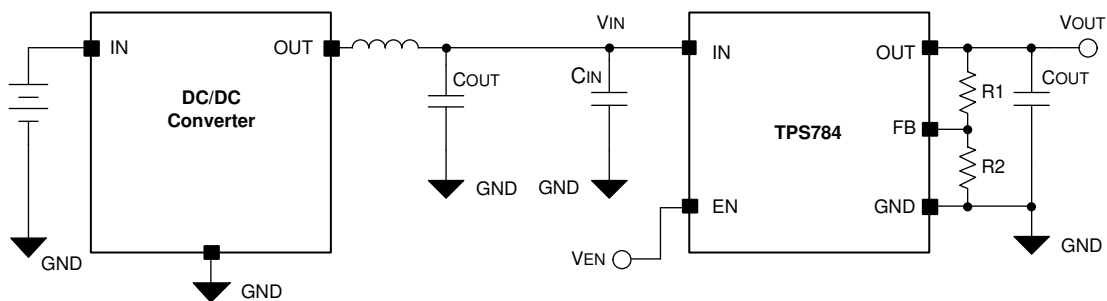 VIN
VOUT
IN
OUT
IN
OUT
COUT
CIN
COUT
R1
DC/DC
Converter
TPS784
FB
R2
GND
GND
EN
GND
GND
VEN
GND
GND